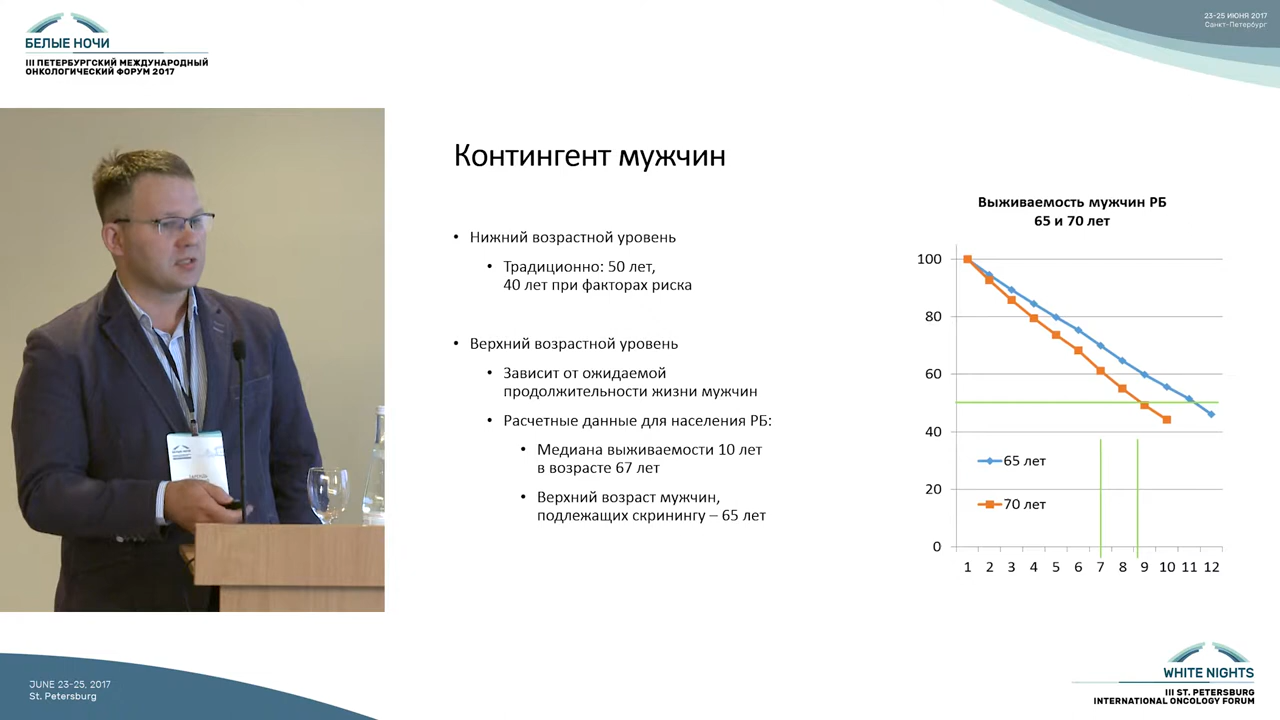 БЕЛЫЕ НОЧИ
III ПЕТЕРБУРГСКИЙ МЕЖДУНАРОДНЫЙ
ОНКОЛОГИЧЕСКИЙ ФОРУМ 2017
23-25 ИЮНЯ 2017
Санкт-Петербург
Контингент мужчин
• Нижний возрастной уровень
• Традиционно: 50 лет,
40 лет при факторах риска
• Верхний возрастной уровень
• Зависит от ожидаемой
продолжительности жизни мужчин
• Расчетные данные для населения РБ:
• Медиана выживаемости 10 лет
в возрасте 67 лет
• Верхний возраст мужчин,
подлежащих скринингу – 65 лет
Выживаемость мужчин РБ
65 и 70 лет
100
80
60
40
20
0
65 лет
70 лет
1 2 3 4 5 6 7 8 9 10 11 12
JUNE 23-25, 2017
St. Petersburg
WHITE NIGHTS
III ST. PETERSBURG
INTERNATIONAL ONCOLOGY FORUM